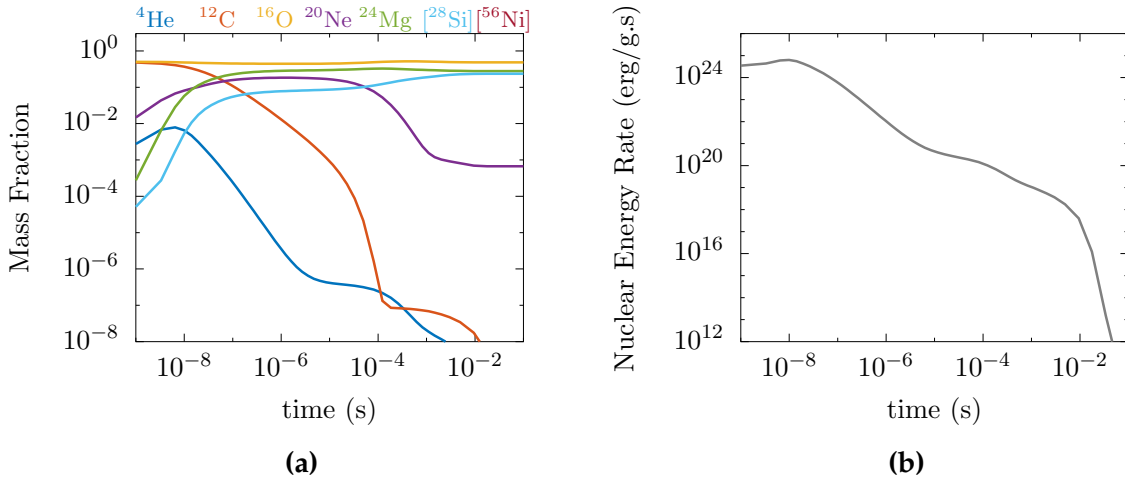 ⁴He ¹²C ¹⁶O ²⁰Ne ²⁴Mg [²⁸Si] [⁵⁶Ni]
10⁰
10⁻²
10⁻⁴
10⁻⁶
10⁻⁸
Mass Fraction
10⁻⁸ 10⁻⁶ 10⁻⁴ 10⁻²
time (s)
(a)
Nuclear Energy Rate (erg/g.s)
10²⁴
10²⁰
10¹⁶
10¹²
10⁻⁸ 10⁻⁶ 10⁻⁴ 10⁻²
time (s)
(b)